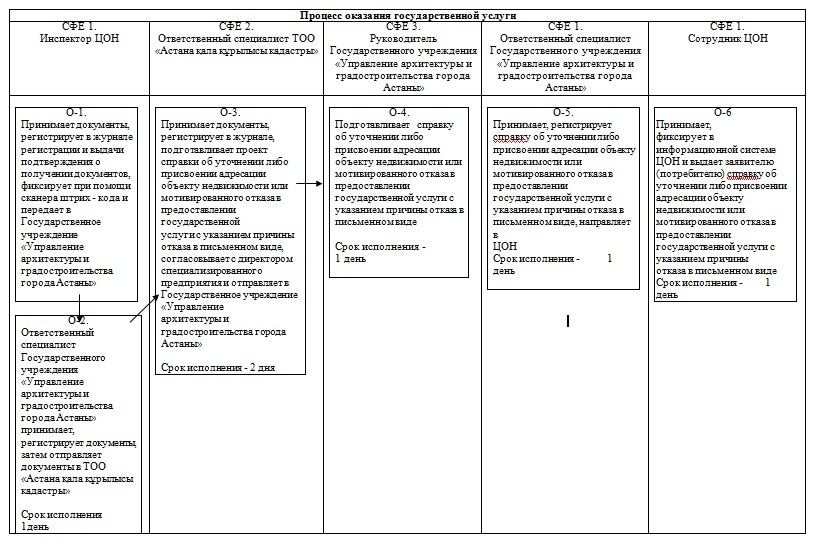 Процесс оказания государственной услуги
СФЕ 1.
Инспектор ЦОН
СФЕ 2.
Ответственный специалист ТОО
«Астана қала құрылысы кадастры»
СФЕ 3.
Руководитель
Государственного учреждения
«Управление архитектуры и
градостроительства города
Астаны»
СФЕ 1.
Ответственный специалист
Государственного учреждения
«Управление архитектуры и
градостроительства города
Астаны»
СФЕ 1.
Сотрудник ЦОН
О-1.
Принимает документы,
регистрирует в журнале
регистрации и выдачи
подтверждения о
получении документов,
фиксирует при помощи
сканера штрих - кода и
передает в
Государственное
учреждение
«Управление
архитектуры и
градостроительства
города Астаны»
О-2.
Ответственный
специалист
Государственного
учреждения
«Управление
архитектуры и
градостроительства
города Астаны»
принимает,
регистрирует документы,
затем отправляет
документы в ТОО
«Астана қала құрылысы
кадастры»
Срок исполнения
1день
О-3.
Принимает документы,
регистрирует в журнале,
подготавливает проект
справки об уточнении либо
присвоении адресации
объекту недвижимости или
мотивированного отказа в
предоставлении
государственной
услуги с указанием причины
отказа в письменном виде,
согласовывает с директором
специализированного
предприятия и отправляет в
Государственное учреждение
«Управление
архитектуры и
градостроительства города
Астаны»
Срок исполнения - 2 дня
О-4.
Подготавливает справку
об уточнении либо
присвоении адресации
объекту недвижимости или
мотивированного отказа в
предоставлении
государственной услуги с
указанием причины отказа в
письменном виде
Срок исполнения -
1 день
О-5.
Принимает, регистрирует
справку об уточнении либо
присвоении адресации объекту
недвижимости или
мотивированного отказа в
предоставлении
государственной услуги с
указанием причины отказа в
письменном виде, направляет
в
ЦОН
Срок исполнения - 1
день
О-6
Принимает,
фиксирует в
информационной системе
ЦОН и выдает заявителю
(потребителю) справку об
уточнении либо присвоении
адресации объекту
недвижимости или
мотивированного отказа в
предоставлении
государственной услуги с
указанием причины
отказа в письменном виде
Срок исполнения - 1
день